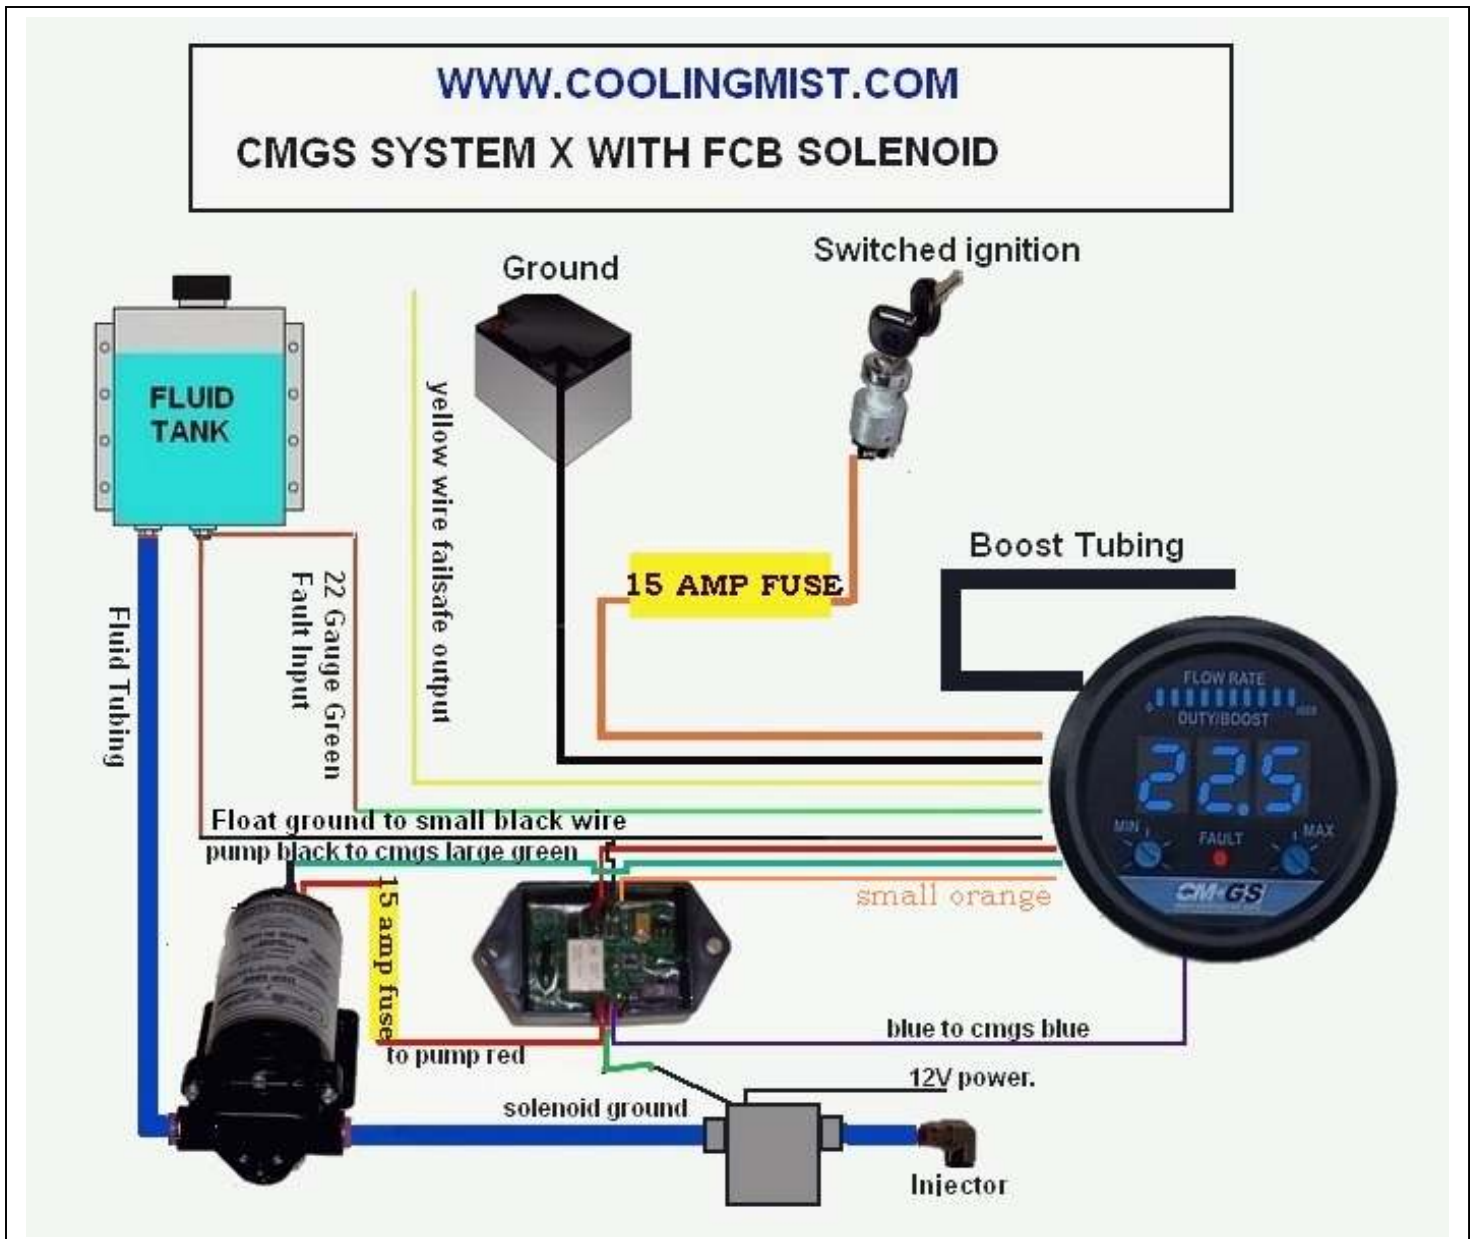 WWW.COOLINGMIST.COM
CMGS SYSTEM X WITH FCB SOLENOID
Ground
Switched ignition
FLUID
TANK
yellow wire failsafe output
15 AMP FUSE
Boost Tubing
Fluid Tubing
22 Gauge Green
Fault Input
FLOW RATE
0
DUTY/BOOST
22.5
MIN
FAULT
MAX
CM•GS
Float ground to small black wire
pump black to cmgs large green
small orange
15 amp fuse
to pump red
blue to cmgs blue
12V power.
solenoid ground
Injector